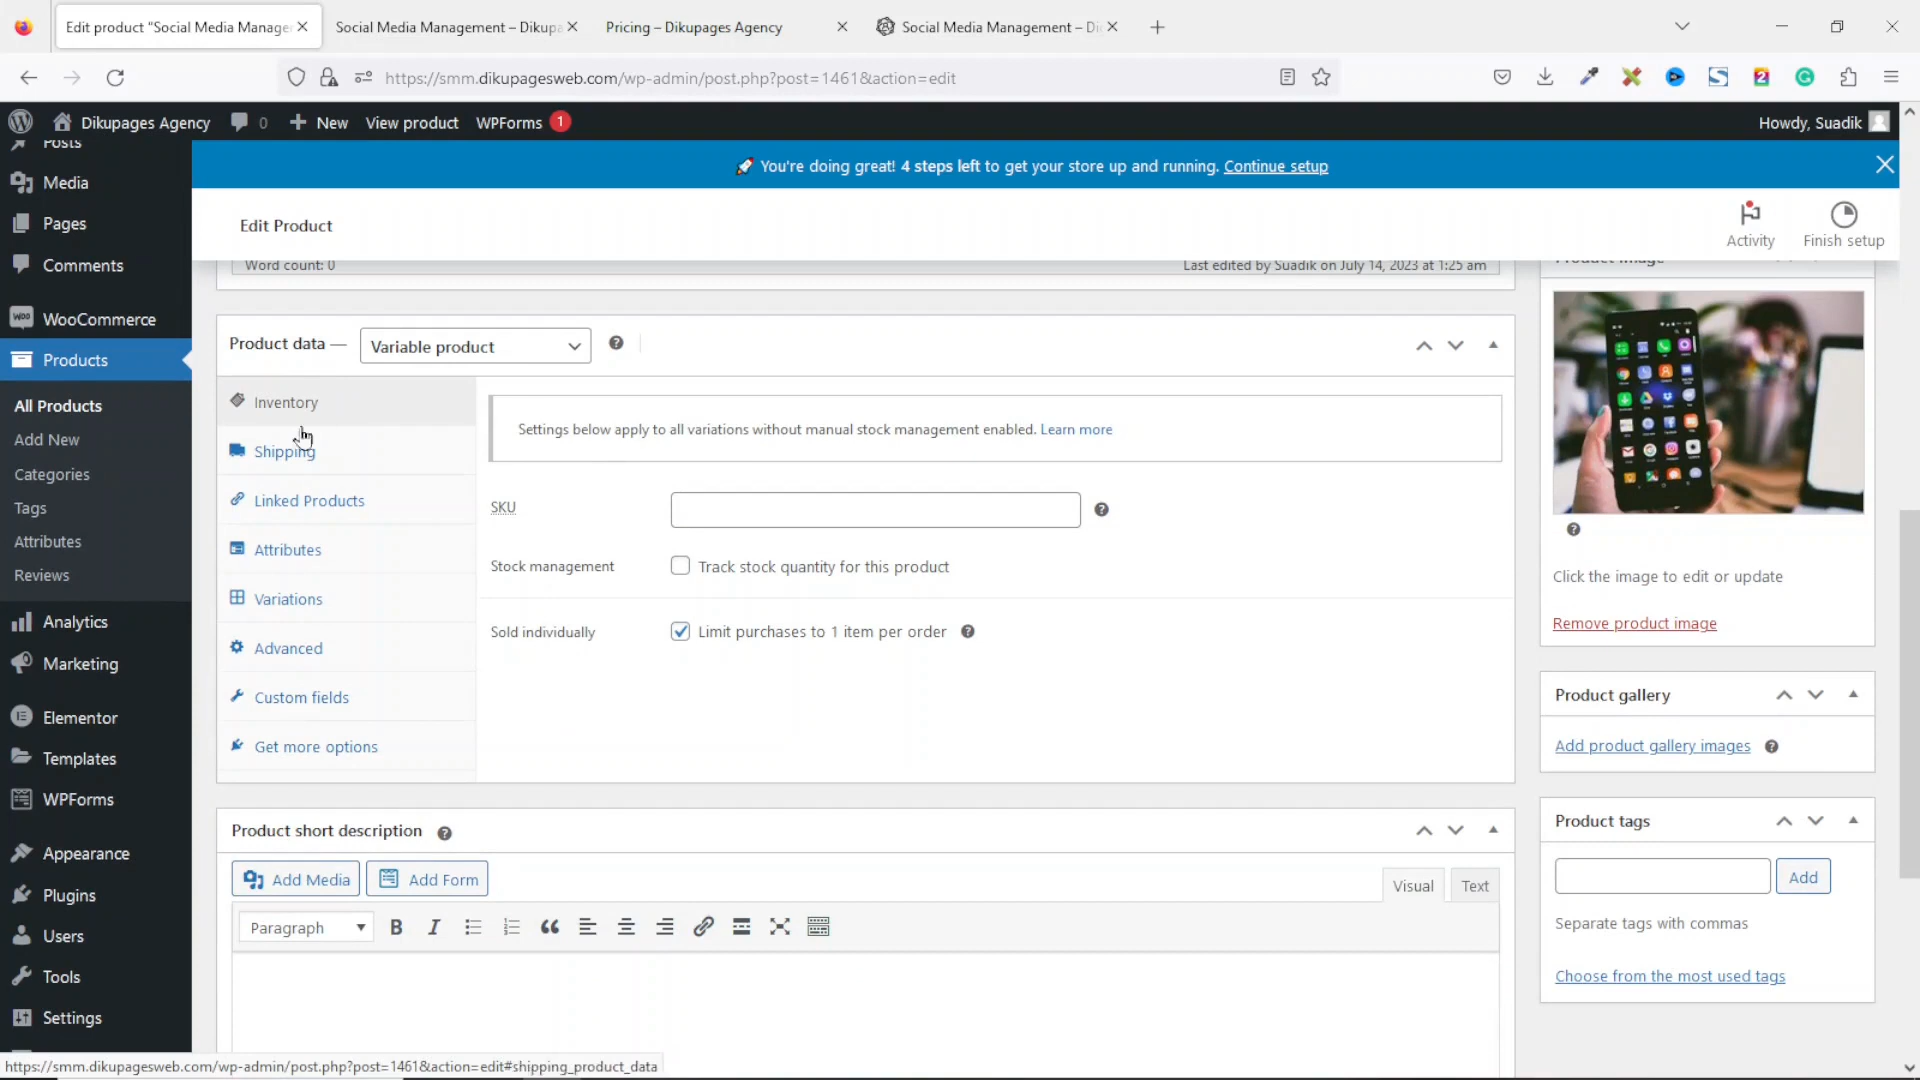 Edit product "Social Media Manage
Social Media Management – Dikupa
Pricing – Dikupages Agency
Social Media Management – Di
https://smm.dikupagesweb.com/wp-admin/post.php?post=1461&action=edit
Dikupages Agency
0
New
View product
WPForms
1
Howdy, Suadik
Posts
Media
Pages
Comments
WooCommerce
Products
All Products
Add New
Categories
Tags
Attributes
Reviews
Analytics
Marketing
Elementor
Templates
WPForms
Appearance
Plugins
Users
Tools
Settings
You're doing great! 4 steps left to get your store up and running. Continue setup
Edit Product
Activity
Finish setup
Word count: 0
Last edited by Suadik on July 14, 2023 at 1:25 am
Product data —
Variable product
Inventory
Shipping
Linked Products
Attributes
Variations
Advanced
Custom fields
Get more options
Settings below apply to all variations without manual stock management enabled. Learn more
SKU
Stock management
Track stock quantity for this product
Sold individually
Limit purchases to 1 item per order
Product short description
Add Media
Add Form
Visual
Text
Paragraph
Product image
Click the image to edit or update
Remove product image
Product gallery
Add product gallery images
Product tags
Add
Separate tags with commas
Choose from the most used tags
https://smm.dikupagesweb.com/wp-admin/post.php?post=1461&action=edit#shipping_product_data